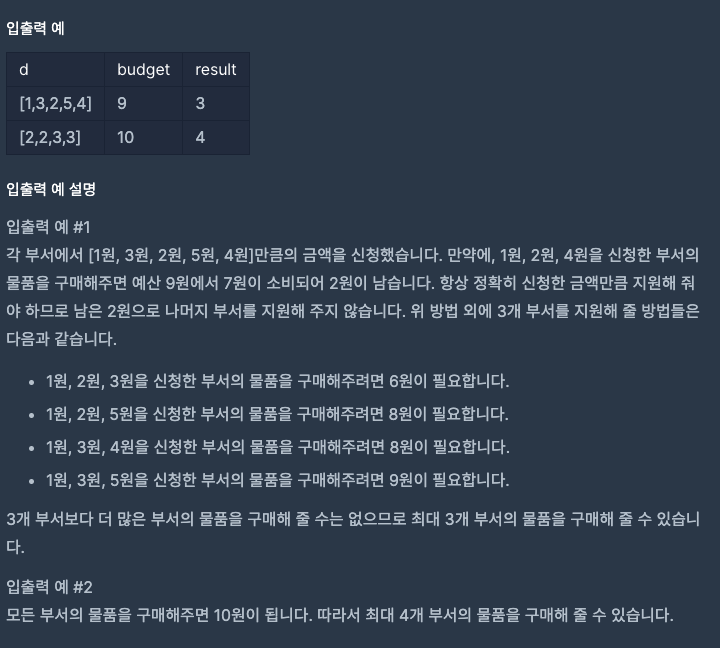 입출력 예
d budget result
[1,3,2,5,4] 9 3
[2,2,3,3] 10 4
입출력 예 설명
입출력 예 #1
각 부서에서 [1원, 3원, 2원, 5원, 4원]만큼의 금액을 신청했습니다. 만약에, 1원, 2원, 4원을 신청한 부서의
물품을 구매해주면 예산 9원에서 7원이 소비되어 2원이 남습니다. 항상 정확히 신청한 금액만큼 지원해 줘
야 하므로 남은 2원으로 나머지 부서를 지원해 주지 않습니다. 위 방법 외에 3개 부서를 지원해 줄 방법들은
다음과 같습니다.
• 1원, 2원, 3원을 신청한 부서의 물품을 구매해주려면 6원이 필요합니다.
• 1원, 2원, 5원을 신청한 부서의 물품을 구매해주려면 8원이 필요합니다.
• 1원, 3원, 4원을 신청한 부서의 물품을 구매해주려면 8원이 필요합니다.
• 1원, 3원, 5원을 신청한 부서의 물품을 구매해주려면 9원이 필요합니다.
3개 부서보다 더 많은 부서의 물품을 구매해 줄 수는 없으므로 최대 3개 부서의 물품을 구매해 줄 수 있습니
다.
입출력 예 #2
모든 부서의 물품을 구매해주면 10원이 됩니다. 따라서 최대 4개 부서의 물품을 구매해 줄 수 있습니다.